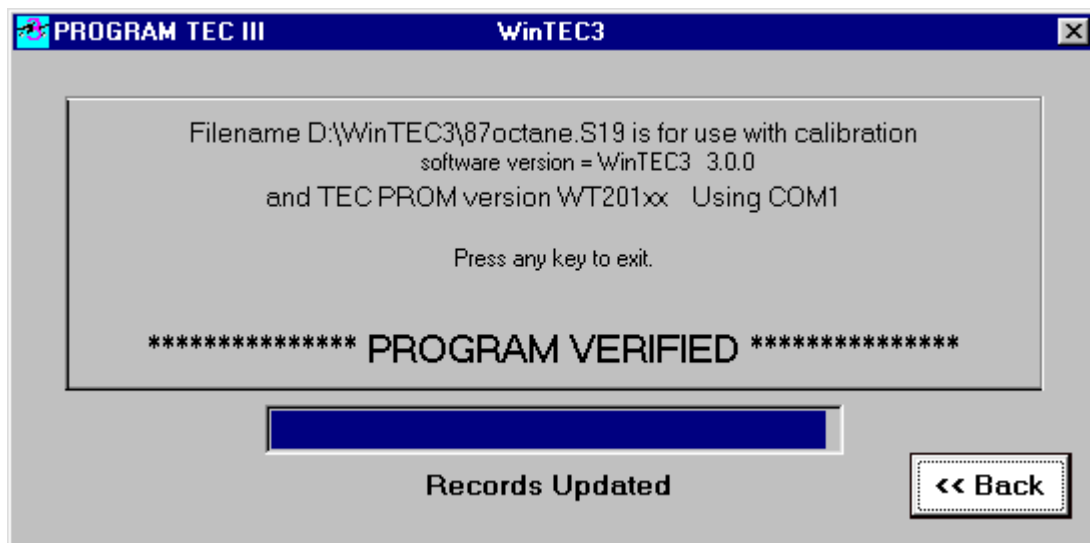 PROGRAM TEC III WinTEC3
Filename D:\WinTEC3\87octane.S19 is for use with calibration
software version = WinTEC3 3.0.0
and TEC PROM version WT201xx Using COM1
Press any key to exit.
*************** PROGRAM VERIFIED ***************
Records Updated
<< Back